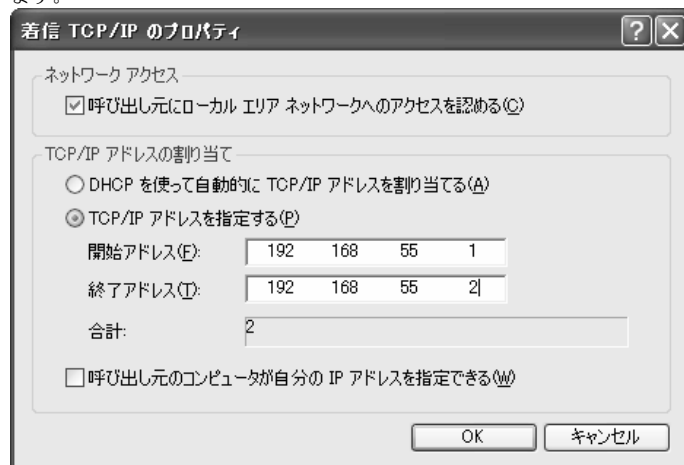 ます。
着信 TCP/IP のプロパティ
ネットワーク アクセス
呼び出し元にローカル エリア ネットワークへのアクセスを認める(C)
TCP/IP アドレスの割り当て
DHCP を使って自動的に TCP/IP アドレスを割り当てる(A)
TCP/IP アドレスを指定する(P)
開始アドレス(F): 192 168 55 1
終了アドレス(T): 192 168 55 2
合計: 2
呼び出し元のコンピュータが自分の IP アドレスを指定できる(W)
OK キャンセル